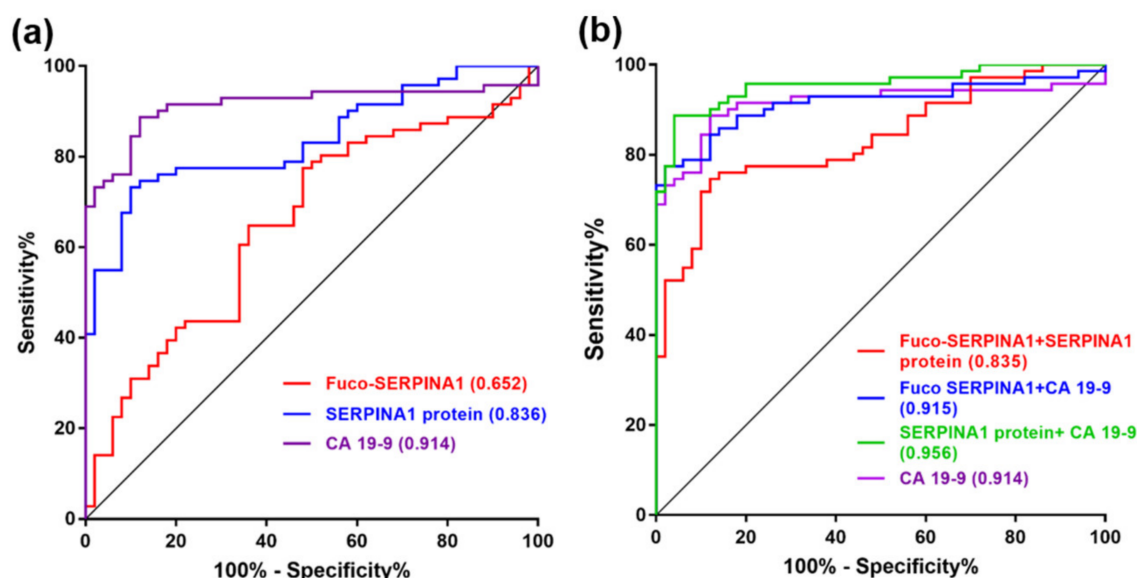 (a)
100
80
60
40
20
0
Sensitivity%
Fuco-SERPINA1 (0.652)
SERPINA1 protein (0.836)
CA 19-9 (0.914)
0 20 40 60 80 100
100% - Specificity%
(b)
100
80
60
40
20
0
Sensitivity%
Fuco-SERPINA1+SERPINA1
protein (0.835)
Fuco SERPINA1+CA 19-9
(0.915)
SERPINA1 protein+ CA 19-9
(0.956)
CA 19-9 (0.914)
0 20 40 60 80 100
100% - Specificity%